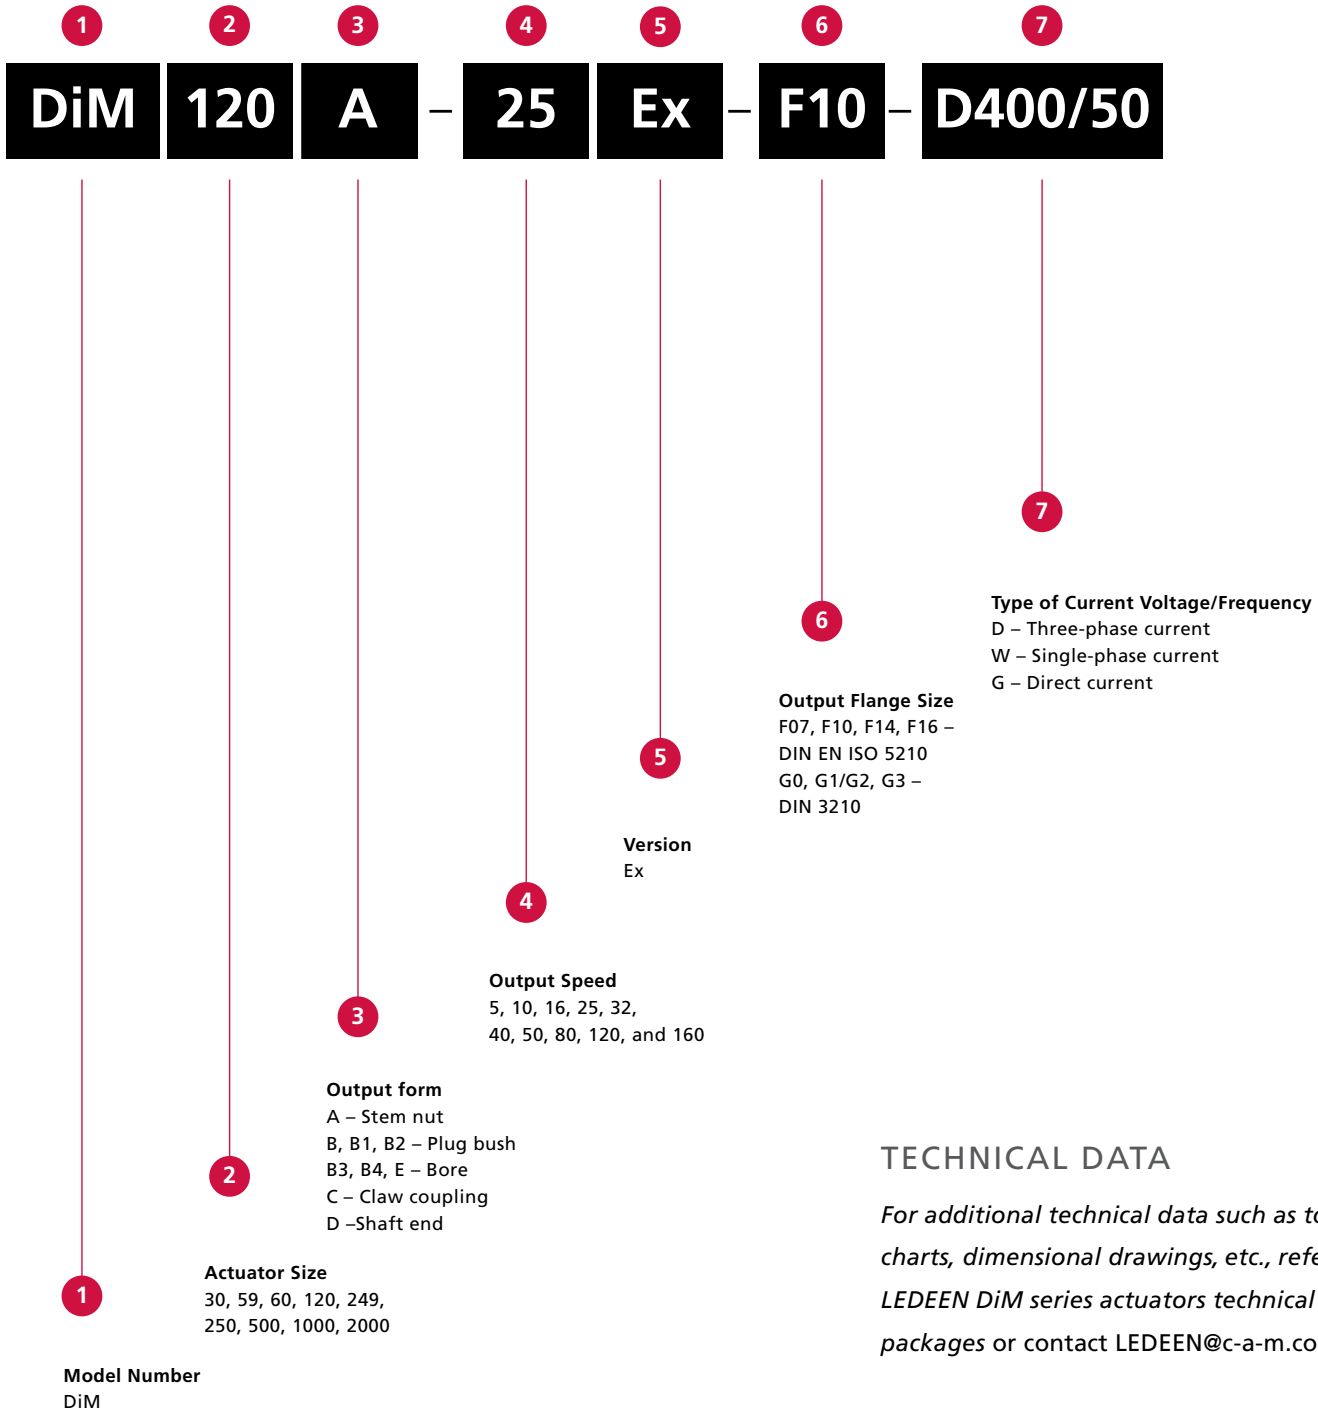 1 2 3 4 5 6 7
DiM 120 A – 25 Ex – F10 – D400/50
7
Type of Current Voltage/Frequency
D – Three-phase current
W – Single-phase current
G – Direct current
6
Output Flange Size
F07, F10, F14, F16 –
DIN EN ISO 5210
G0, G1/G2, G3 –
DIN 3210
5
Version
Ex
4
Output Speed
5, 10, 16, 25, 32,
40, 50, 80, 120, and 160
3
Output form
A – Stem nut
B, B1, B2 – Plug bush
B3, B4, E – Bore
C – Claw coupling
D –Shaft end
2
Actuator Size
30, 59, 60, 120, 249,
250, 500, 1000, 2000
1
Model Number
DiM
TECHNICAL DATA
For additional technical data such as
charts, dimensional drawings, etc.,
LEDEEN DiM series actuators technical
packages or contact LEDEEN@c-a-m.co